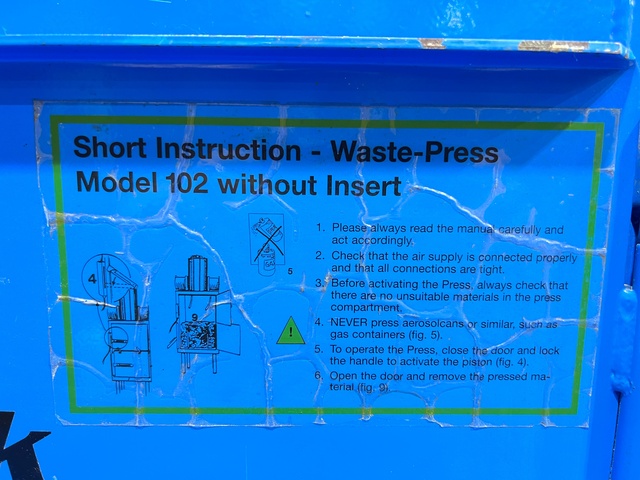 Short Instruction - Waste-Press
Model 102 without Insert
1. Please always read the manual carefully and
act accordingly.
2. Check that the air supply is connected properly
and that all connections are tight.
3. Before activating the Press, always check that
there are no unsuitable materials in the press
compartment.
4. NEVER press aerosolcans or similar, such as
gas containers (fig. 5).
5. To operate the Press, close the door and lock
the handle to activate the piston (fig. 4).
6. Open the door and remove the pressed ma-
terial (fig. 9).
4
9
5
!
k